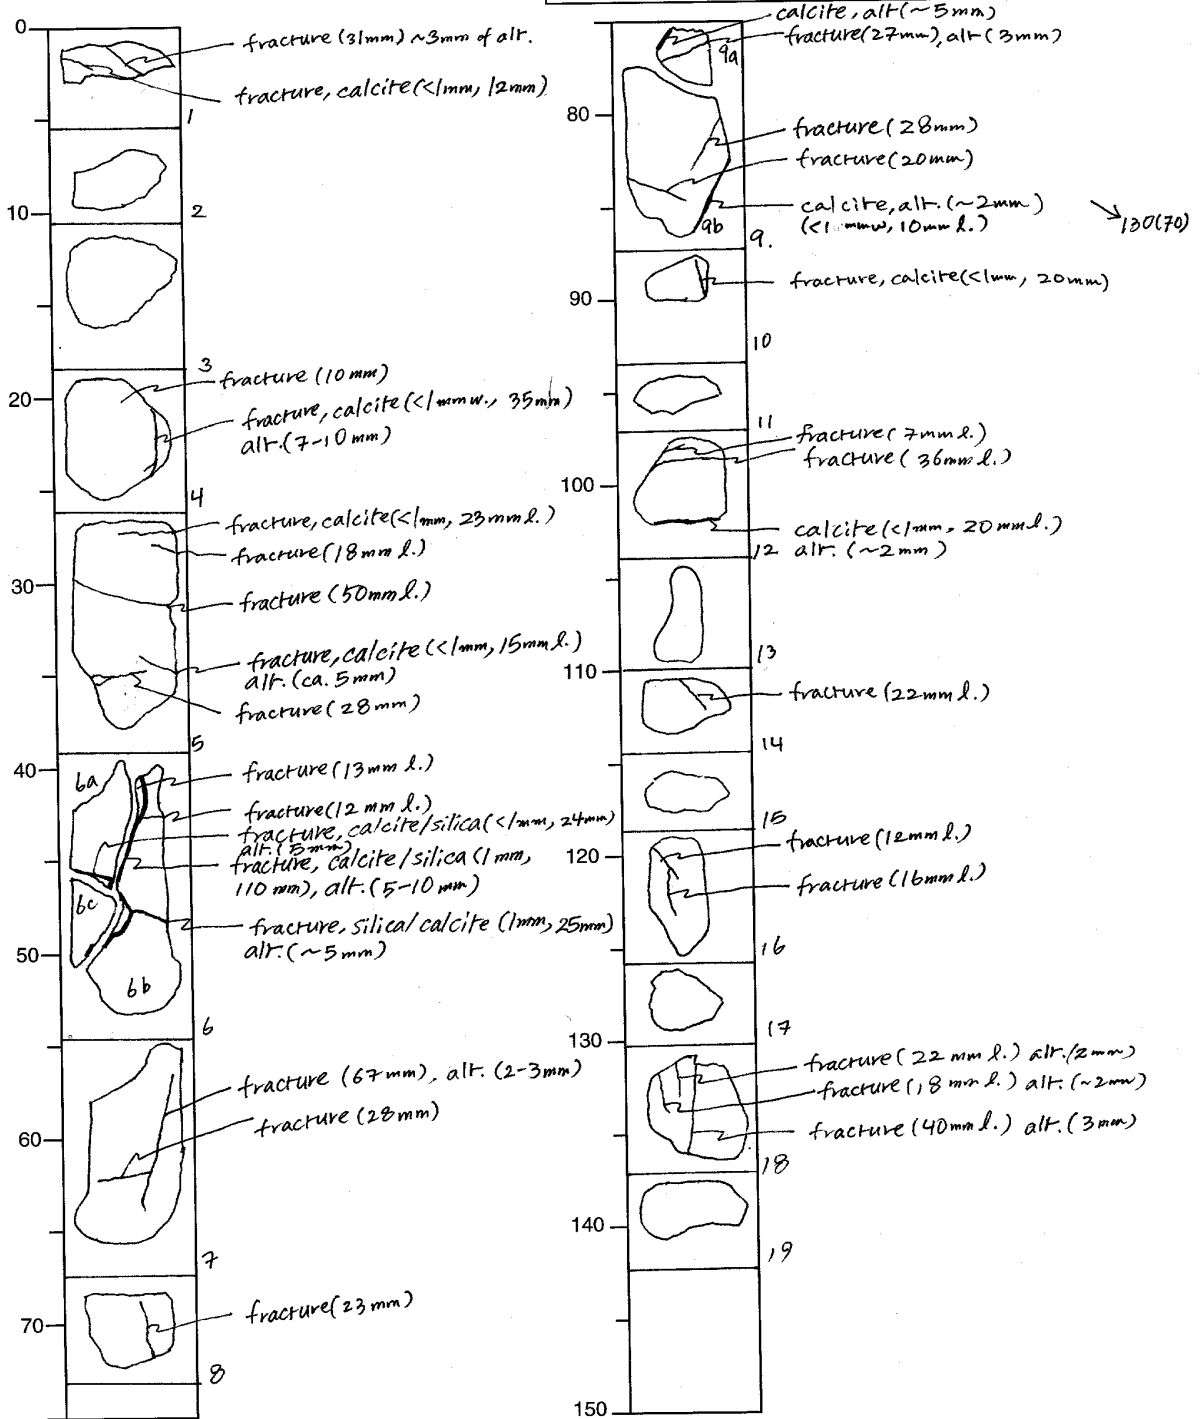 0
fracture (31mm) ~3mm of alt.
fracture, calcite (<1mm, 12mm)
1
2
10
3
fracture (10mm)
20
fracture, calcite (<1mmw., 35mm)
alt. (7-10mm)
4
fracture, calcite (<1mm, 23mm l.)
fracture (18mm l.)
30
fracture (50mm l.)
fracture, calcite (<1mm, 15mm l.)
alt. (ca. 5mm)
fracture (28mm)
5
40
6a
fracture (13mm l.)
fracture (12mm l.)
fracture, calcite/silica (<1mm, 24mm)
alt. (5mm)
fracture, calcite/silica (1mm,
110mm), alt. (5-10mm)
6c
fracture, silica/calcite (1mm, 25mm)
alt. (~5mm)
50
6b
6
fracture (67mm), alt. (2-3mm)
fracture (28mm)
60
7
fracture (23mm)
70
8
calcite, alt (~5mm)
fracture (27mm), alt (3mm)
9a
80
fracture (28mm)
fracture (20mm)
calcite, alt. (~2mm)
(<1mmw, 10mm l.)
130(70)
9b
9.
fracture, calcite (<1mm, 20mm)
90
10
11
fracture (7mm l.)
fracture (36mm l.)
100
calcite (<1mm, 20mm l.)
12
alt. (~2mm)
13
110
fracture (22mm l.)
14
15
fracture (12mm l.)
120
fracture (16mm l.)
16
17
130
fracture (22mm l.) alt. (2mm)
fracture (18mm l.) alt. (~2mm)
fracture (40mm l.) alt. (3mm)
18
140
19
150